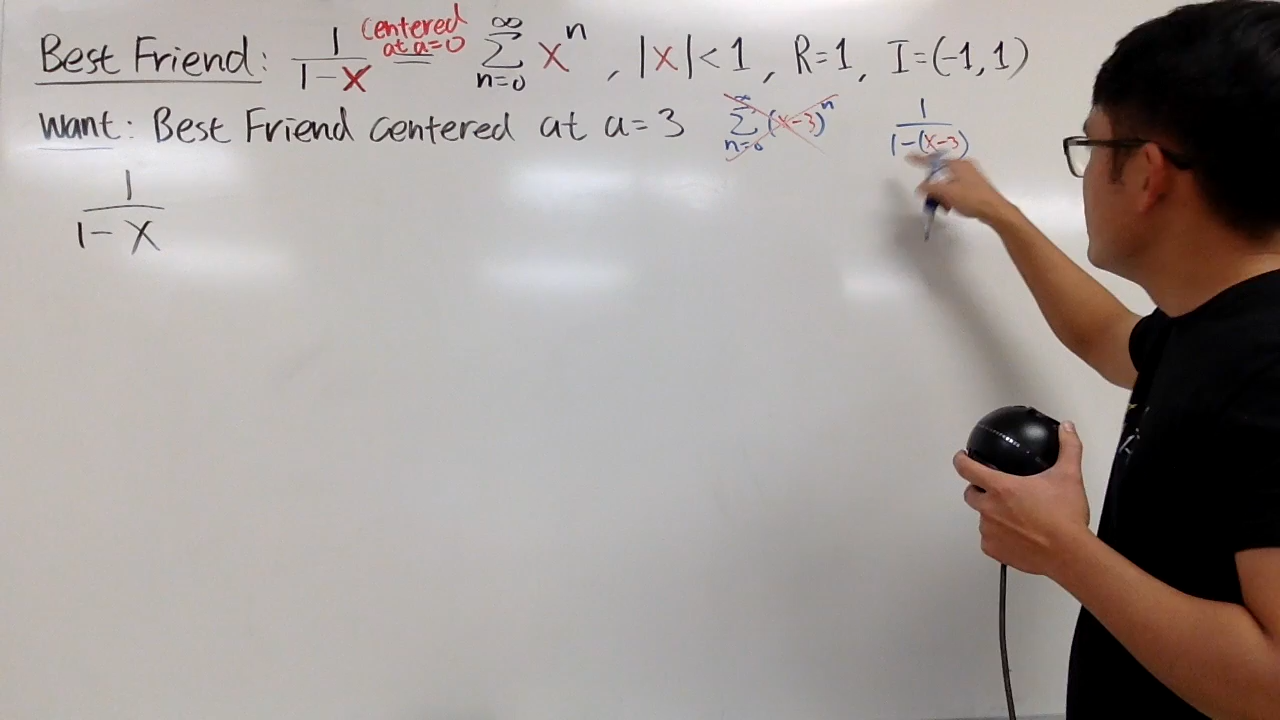 Best Friend: 1/(1-x) = (centered at a=0) ∑_{n=0}^{∞} x^n , |x|<1, R=1, I=(-1,1)
Want: Best Friend centered at a=3 ∑_{n=0}^{∞} (x-3)^n 1/(1-(x-3))
1/(1-x)